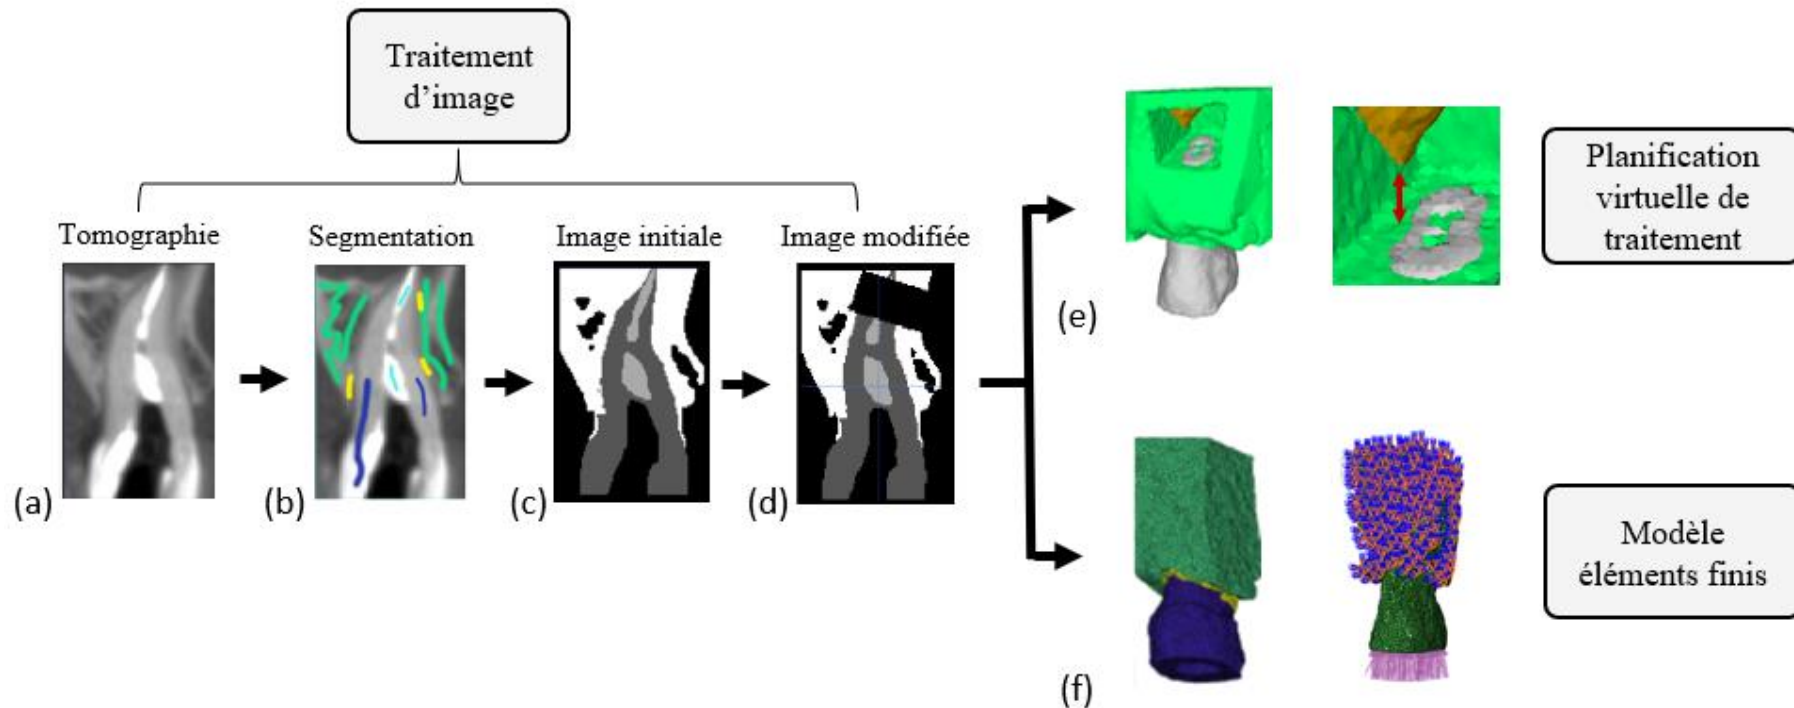 Traitement
d’image
Tomographie
Segmentation
Image initiale
Image modifiée
(a)
(b)
(c)
(d)
(e)
Planification
virtuelle de
traitement
(f)
Modèle
éléments finis